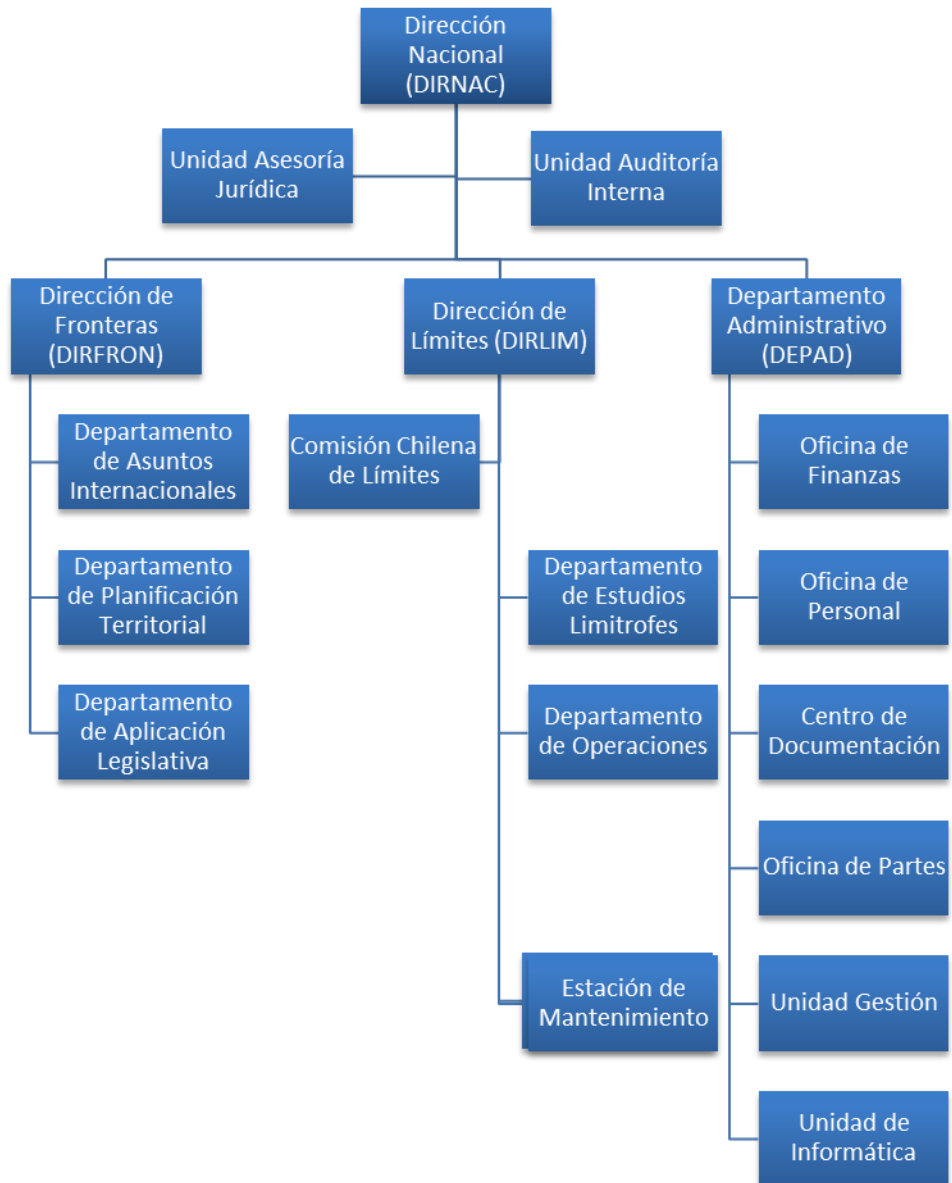 Dirección
Nacional
(DIRNAC)
Unidad Asesoría
Jurídica
Unidad Auditoría
Interna
Dirección de
Fronteras
(DIRFRON)
Departamento
de Asuntos
Internacionales
Departamento
de Planificación
Territorial
Departamento
de Aplicación
Legislativa
Dirección de
Límites (DIRLIM)
Comisión Chilena
de Límites
Departamento
de Estudios
Limitrofes
Departamento
de Operaciones
Estación de
Mantenimiento
Departamento
Administrativo
(DEPAD)
Oficina de
Finanzas
Oficina de
Personal
Centro de
Documentación
Oficina de Partes
Unidad Gestión
Unidad de
Informática